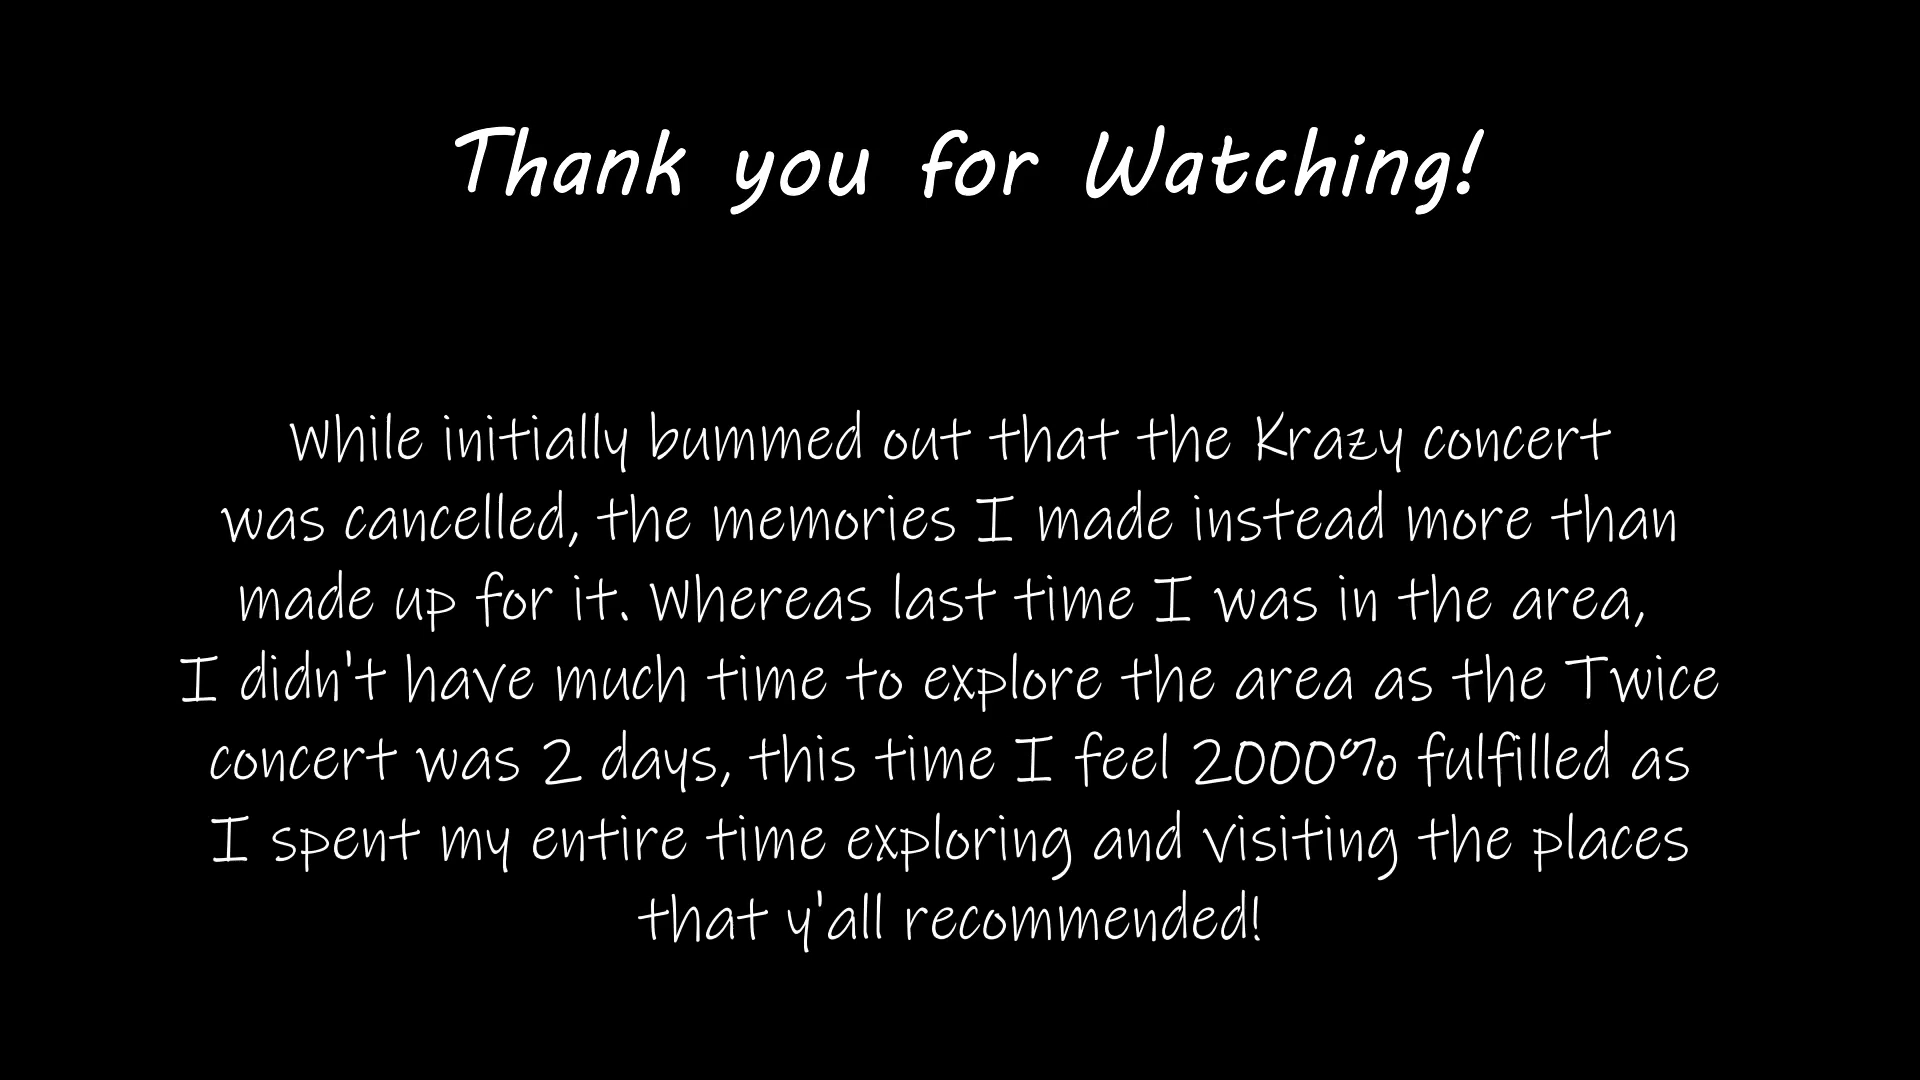 Thank you for Watching!
While initially bummed out that the Krazy concert
was cancelled, the memories I made instead more than
made up for it. Whereas last time I was in the area,
I didn't have much time to explore the area as the Twice
concert was 2 days, this time I feel 2000% fulfilled as
I spent my entire time exploring and visiting the places
that y'all recommended!